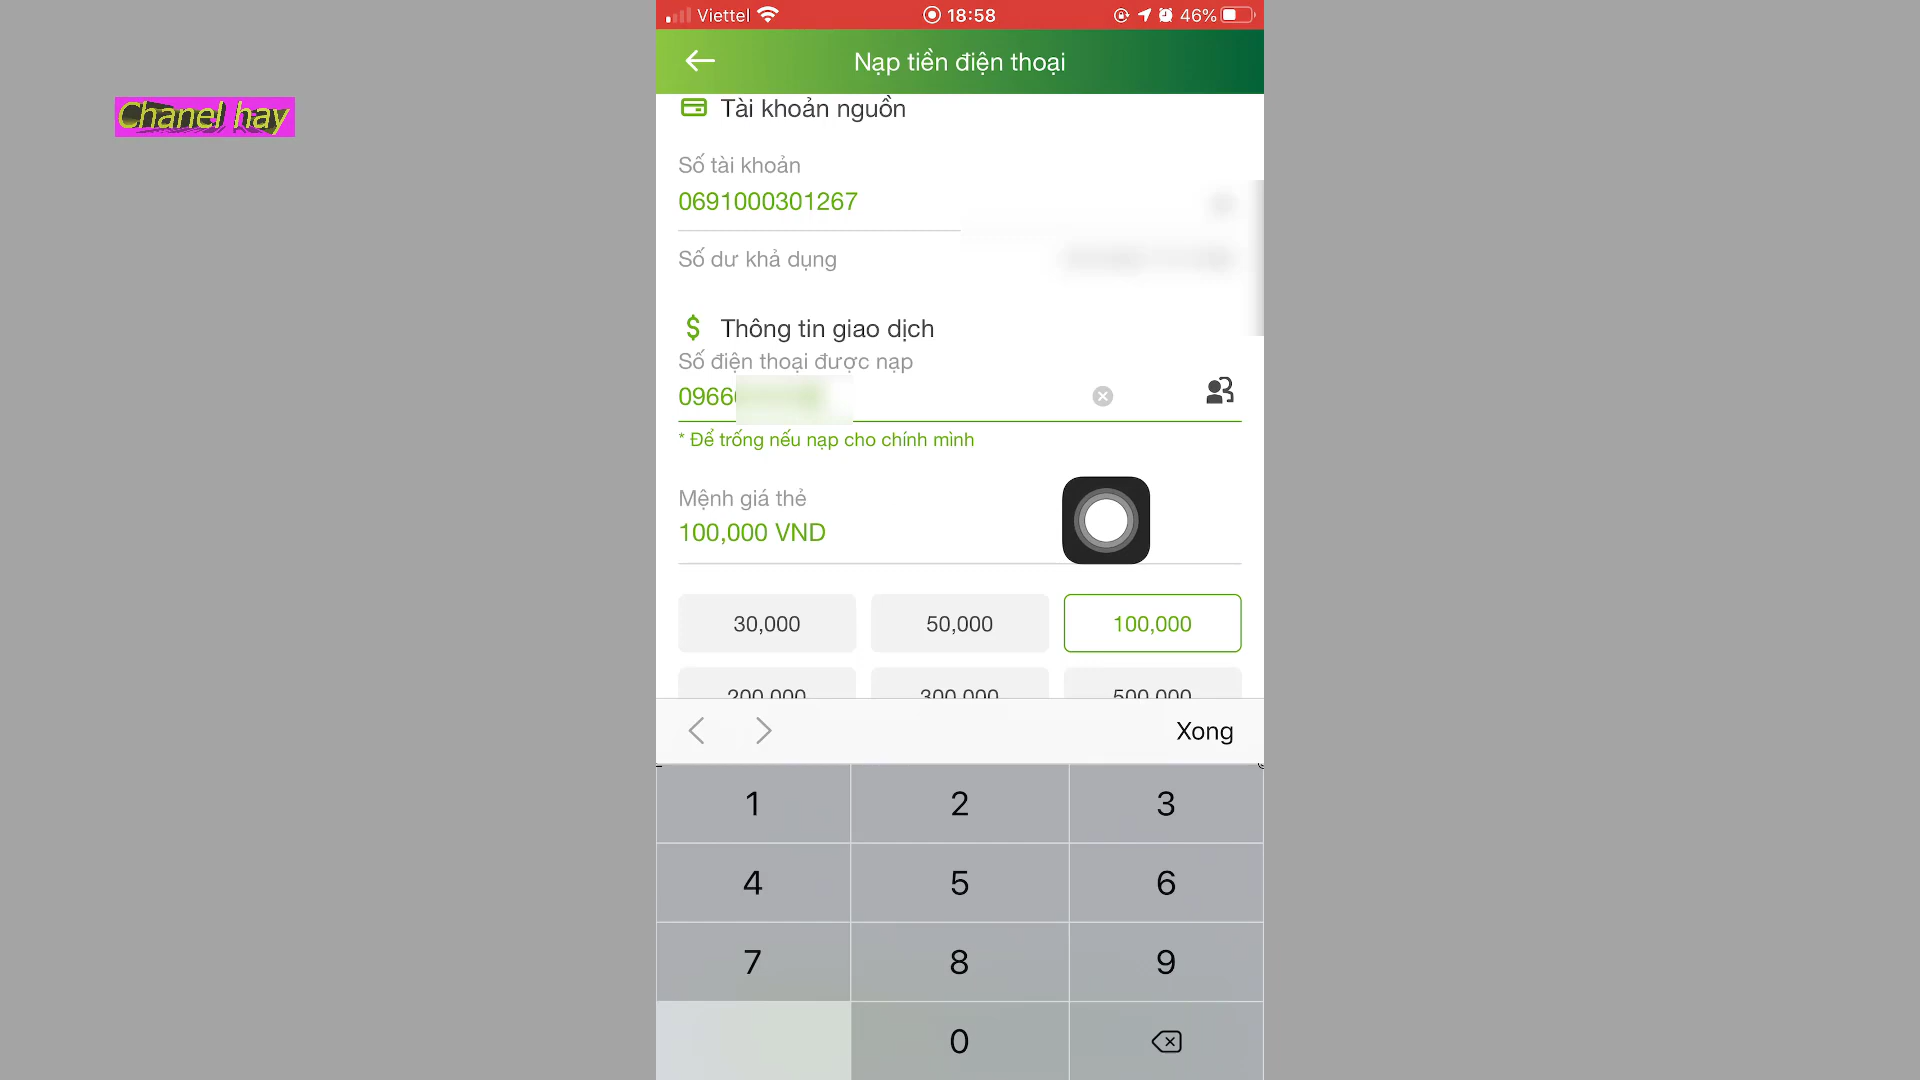 Viettel 18:58 46%
Nạp tiền điện thoại
Chanel hay
Tài khoản nguồn
Số tài khoản
0691000301267
Số dư khả dụng
$ Thông tin giao dịch
Số điện thoại được nạp
0966
* Để trống nếu nạp cho chính mình
Mệnh giá thẻ
100,000 VND
30,000 50,000 100,000
200,000 300,000 500,000
Xong
1 2 3
4 5 6
7 8 9
0